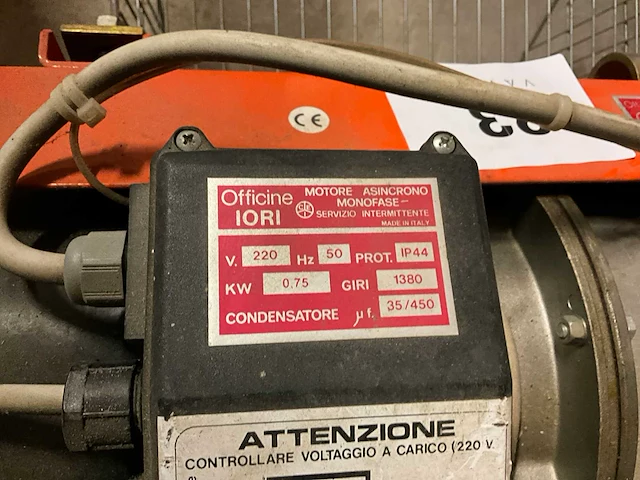 CE
33
Officine
IORI
MOTORE ASINCRONO
MONOFASE-
SERVIZIO INTERMITTENTE
MADE IN ITALY
V. 220 Hz 50 PROT. IP44
KW 0.75 GIRI 1380
CONDENSATORE µf. 35/450
ATTENZIONE
CONTROLLARE VOLTAGGIO A CARICO (220 V.